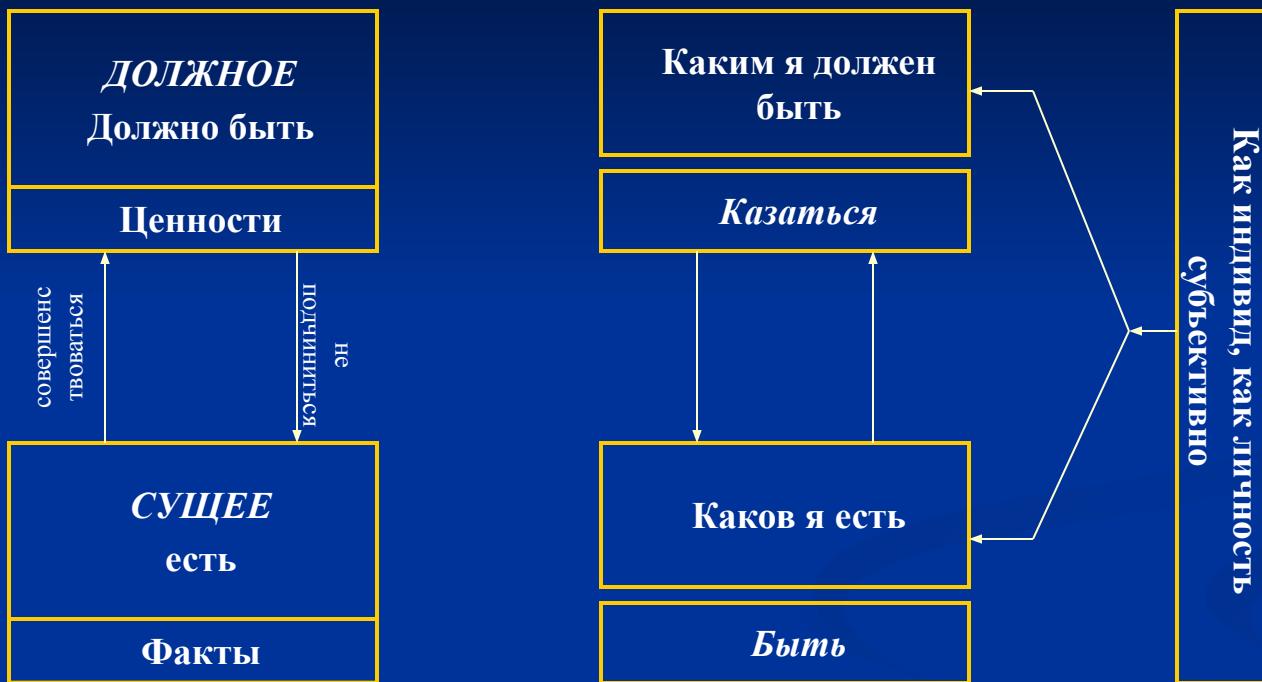 ДОЛЖНОЕ
Должно быть
Ценности
совершенс
твоваться
не
подчиниться
СУЩЕЕ
есть
Факты
Каким я должен
быть
Казаться
Каков я есть
Быть
Как индивид, как личность
субъективно